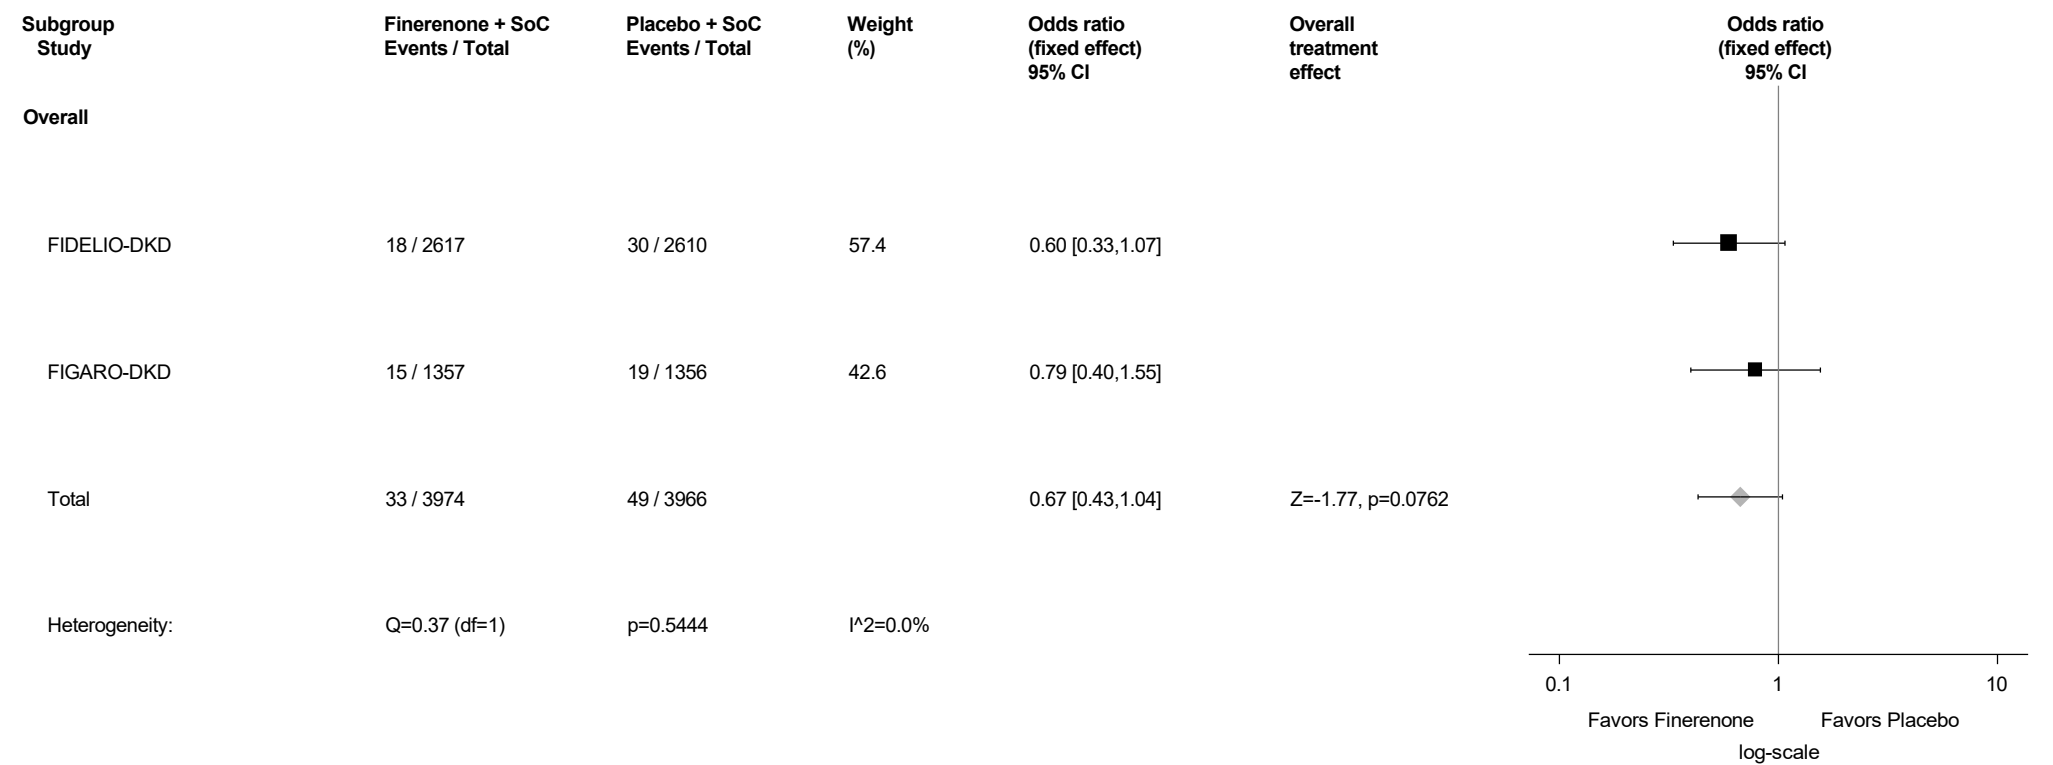 Subgroup Finerenone + SoC Placebo + SoC Weight Odds ratio Overall Odds ratio
Study Events / Total Events / Total (%) (fixed effect) treatment (fixed effect)
95% CI effect 95% CI
Overall
FIDELIO-DKD 18 / 2617 30 / 2610 57.4 0.60 [0.33,1.07]
FIGARO-DKD 15 / 1357 19 / 1356 42.6 0.79 [0.40,1.55]
Total 33 / 3974 49 / 3966 0.67 [0.43,1.04] Z=-1.77, p=0.0762
Heterogeneity: Q=0.37 (df=1) p=0.5444 I^2=0.0%
0.1 1 10
Favors Finerenone Favors Placebo
log-scale